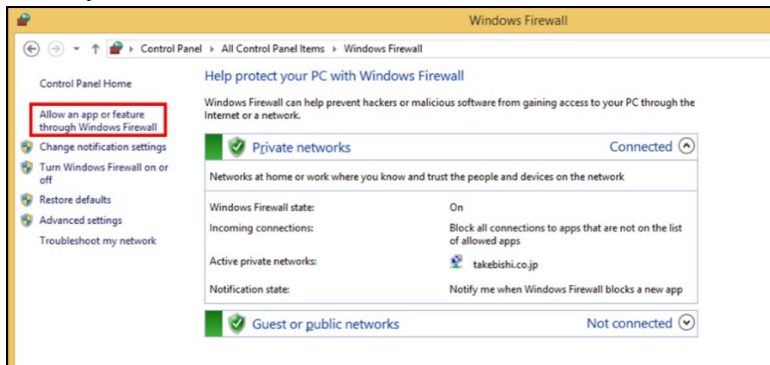 Windows Firewall
Control Panel ▸ All Control Panel Items ▸ Windows Firewall
Control Panel Home
Allow an app or feature
through Windows Firewall
Change notification settings
Turn Windows Firewall on or
off
Restore defaults
Advanced settings
Troubleshoot my network
Help protect your PC with Windows Firewall
Windows Firewall can help prevent hackers or malicious software from gaining access to your PC through the
Internet or a network.
Private networks Connected
Networks at home or work where you know and trust the people and devices on the network
Windows Firewall state: On
Incoming connections: Block all connections to apps that are not on the list
of allowed apps
Active private networks: takebishi.co.jp
Notification state: Notify me when Windows Firewall blocks a new app
Guest or public networks Not connected